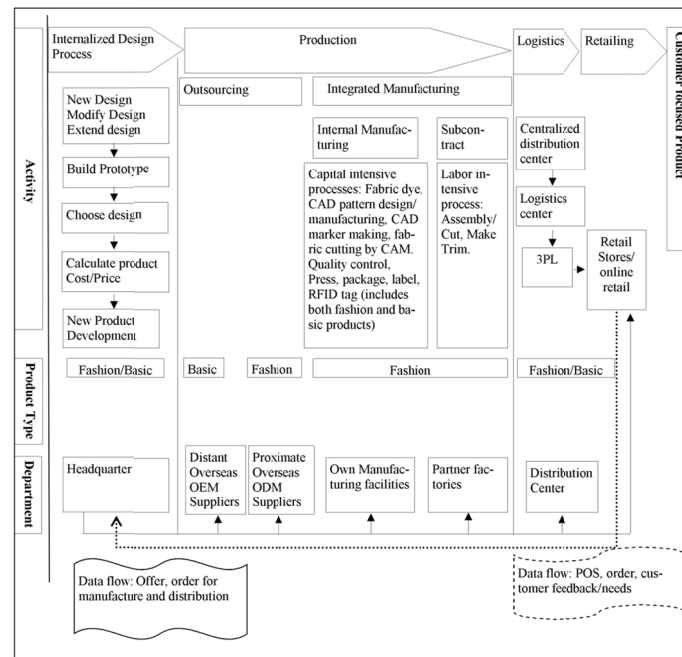 Internalized Design
Process
Production
Logistics
Retailing
Customer focused Product
Activity
New Design
Modify Design
Extend design
Build Prototype
Choose design
Calculate product
Cost/Price
New Product
Development
Outsourcing
Integrated Manufacturing
Internal Manufac-
turing
Subcont-
ract
Capital intensive
processes: Fabric dye,
CAD pattern design/
manufacturing, CAD
marker making, fab-
ric cutting by CAM.
Quality control,
Press, package, label,
RFID tag (includes
both fashion and ba-
sic products)
Labor in-
tensive
process:
Assembly/
Cut, Make
Trim.
Centralized
distribution
center
Logistics
center
3PL
Retail
Stores/
online
retail
Product Type
Fashion/Basic
Basic
Fashion
Fashion
Fashion/Basic
Department
Headquarter
Distant
Overseas
OEM
Suppliers
Proximate
Overseas
ODM
Suppliers
Own Manufac-
turing facilities
Partner fac-
tories
Distribution
Center
Data flow: Offer, order for
manufacture and distribution
Data flow: POS, order, cus-
tomer feedback/needs